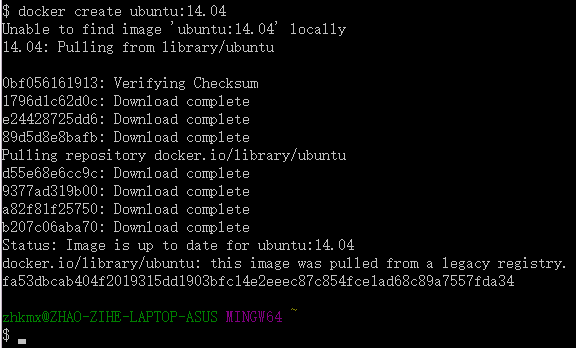 $ docker create ubuntu:14.04
Unable to find image 'ubuntu:14.04' locally
14.04: Pulling from library/ubuntu
0bf056161913: Verifying Checksum
1796d1c62d0c: Download complete
e24428725dd6: Download complete
89d5d8e8bafb: Download complete
Pulling repository docker.io/library/ubuntu
d55e68e6cc9c: Download complete
9377ad319b00: Download complete
a82f81f25750: Download complete
b207c06aba70: Download complete
Status: Image is up to date for ubuntu:14.04
docker.io/library/ubuntu: this image was pulled from a legacy registry.
fa53dbcab404f2019315dd1903bfc14e2eeec87c854fce1ad68c89a7557fda34
zhkmx@ZHAO-ZIHE-LAPTOP-ASUS MINGW64 ~
$